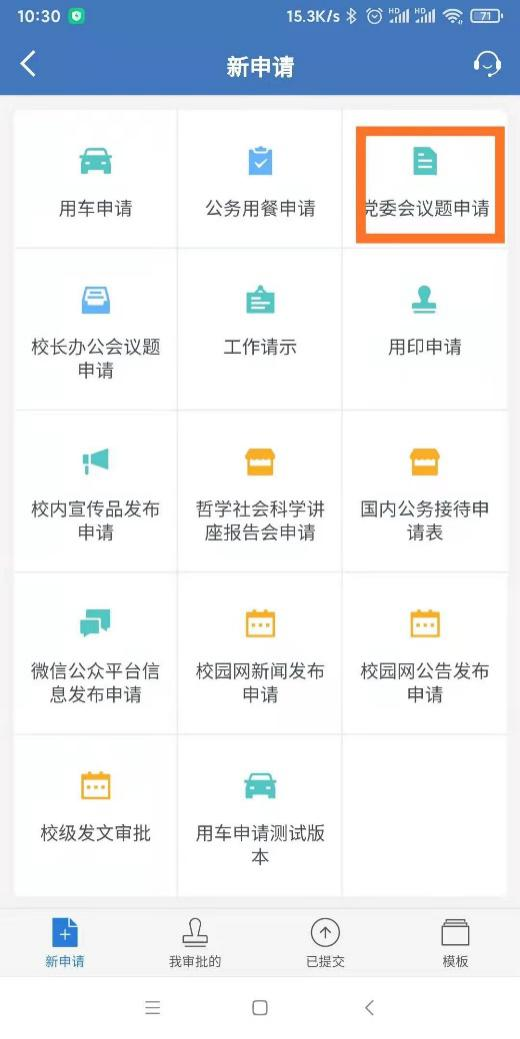 10:30
15.3K/s HD HD 71
新申请
用车申请
公务用餐申请
党委会议题申请
校长办公会议题
申请
工作请示
用印申请
校内宣传品发布
申请
哲学社会科学讲
座报告会申请
国内公务接待申
请表
微信公众平台信
息发布申请
校园网新闻发布
申请
校园网公告发布
申请
校级发文审批
用车申请测试版
本
新申请
我审批的
已提交
模板